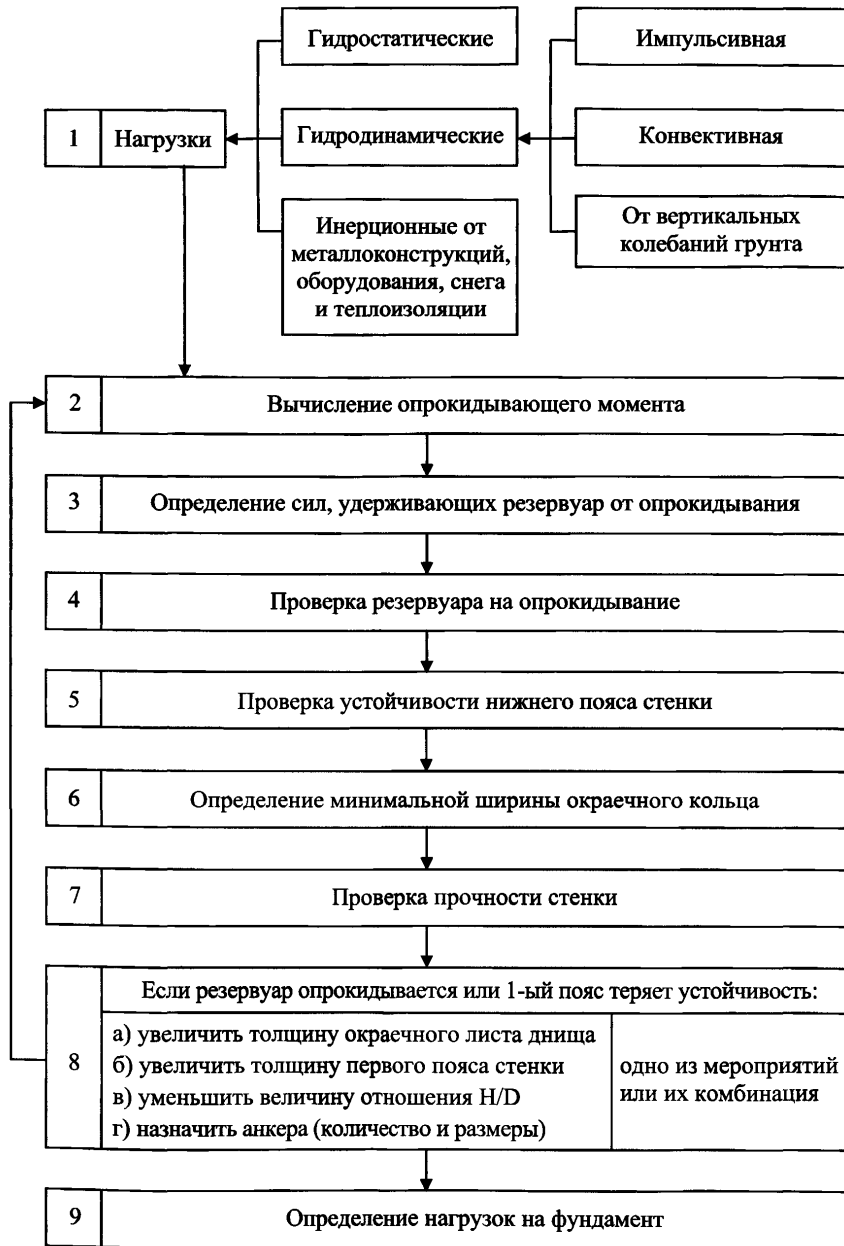 Гидростатические
Импульсивная
1
Нагрузки
Гидродинамические
Конвективная
Инерционные от
металлоконструкций,
оборудования, снега
и теплоизоляции
От вертикальных
колебаний грунта
2
Вычисление опрокидывающего момента
3
Определение сил, удерживающих резервуар от опрокидывания
4
Проверка резервуара на опрокидывание
5
Проверка устойчивости нижнего пояса стенки
6
Определение минимальной ширины окраечного кольца
7
Проверка прочности стенки
8
Если резервуар опрокидывается или 1-ый пояс теряет устойчивость:
а) увеличить толщину окраечного листа днища
б) увеличить толщину первого пояса стенки
в) уменьшить величину отношения H/D
г) назначить анкера (количество и размеры)
одно из мероприятий
или их комбинация
9
Определение нагрузок на фундамент